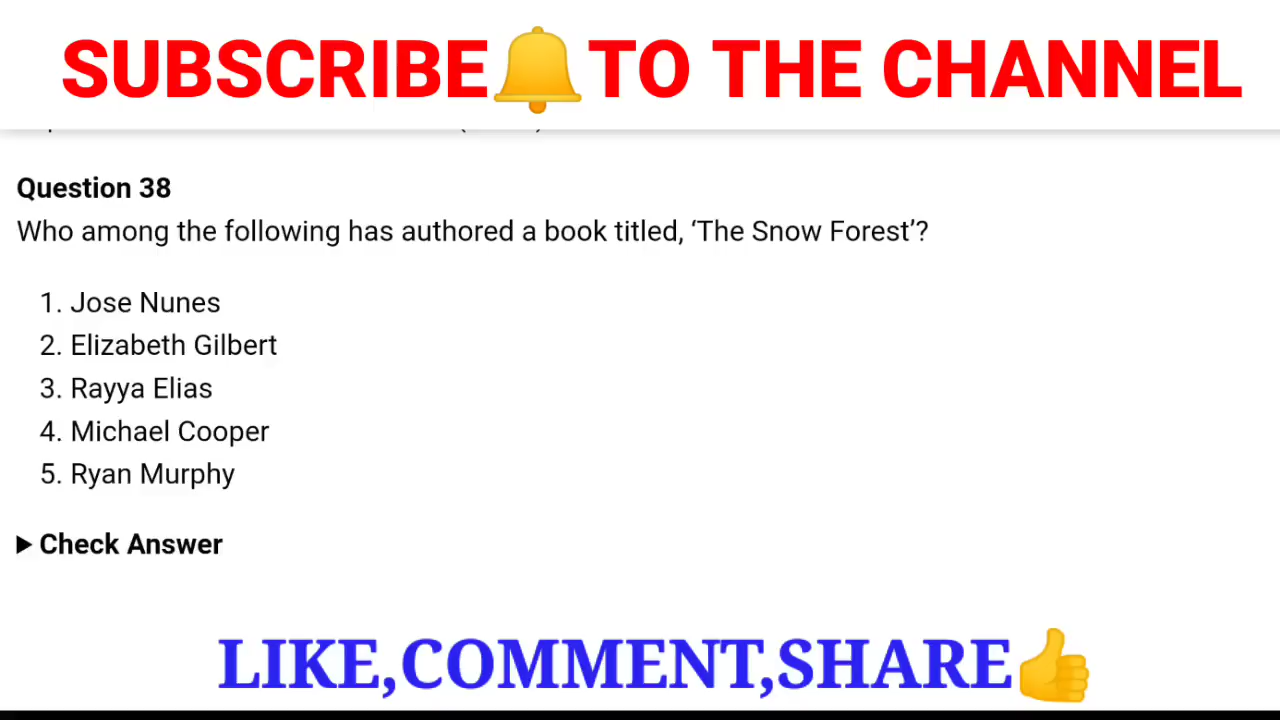 SUBSCRIBE🔔TO THE CHANNEL
Question 38
Who among the following has authored a book titled, ‘The Snow Forest’?
1. Jose Nunes
2. Elizabeth Gilbert
3. Rayya Elias
4. Michael Cooper
5. Ryan Murphy
▶ Check Answer
LIKE,COMMENT,SHARE👍